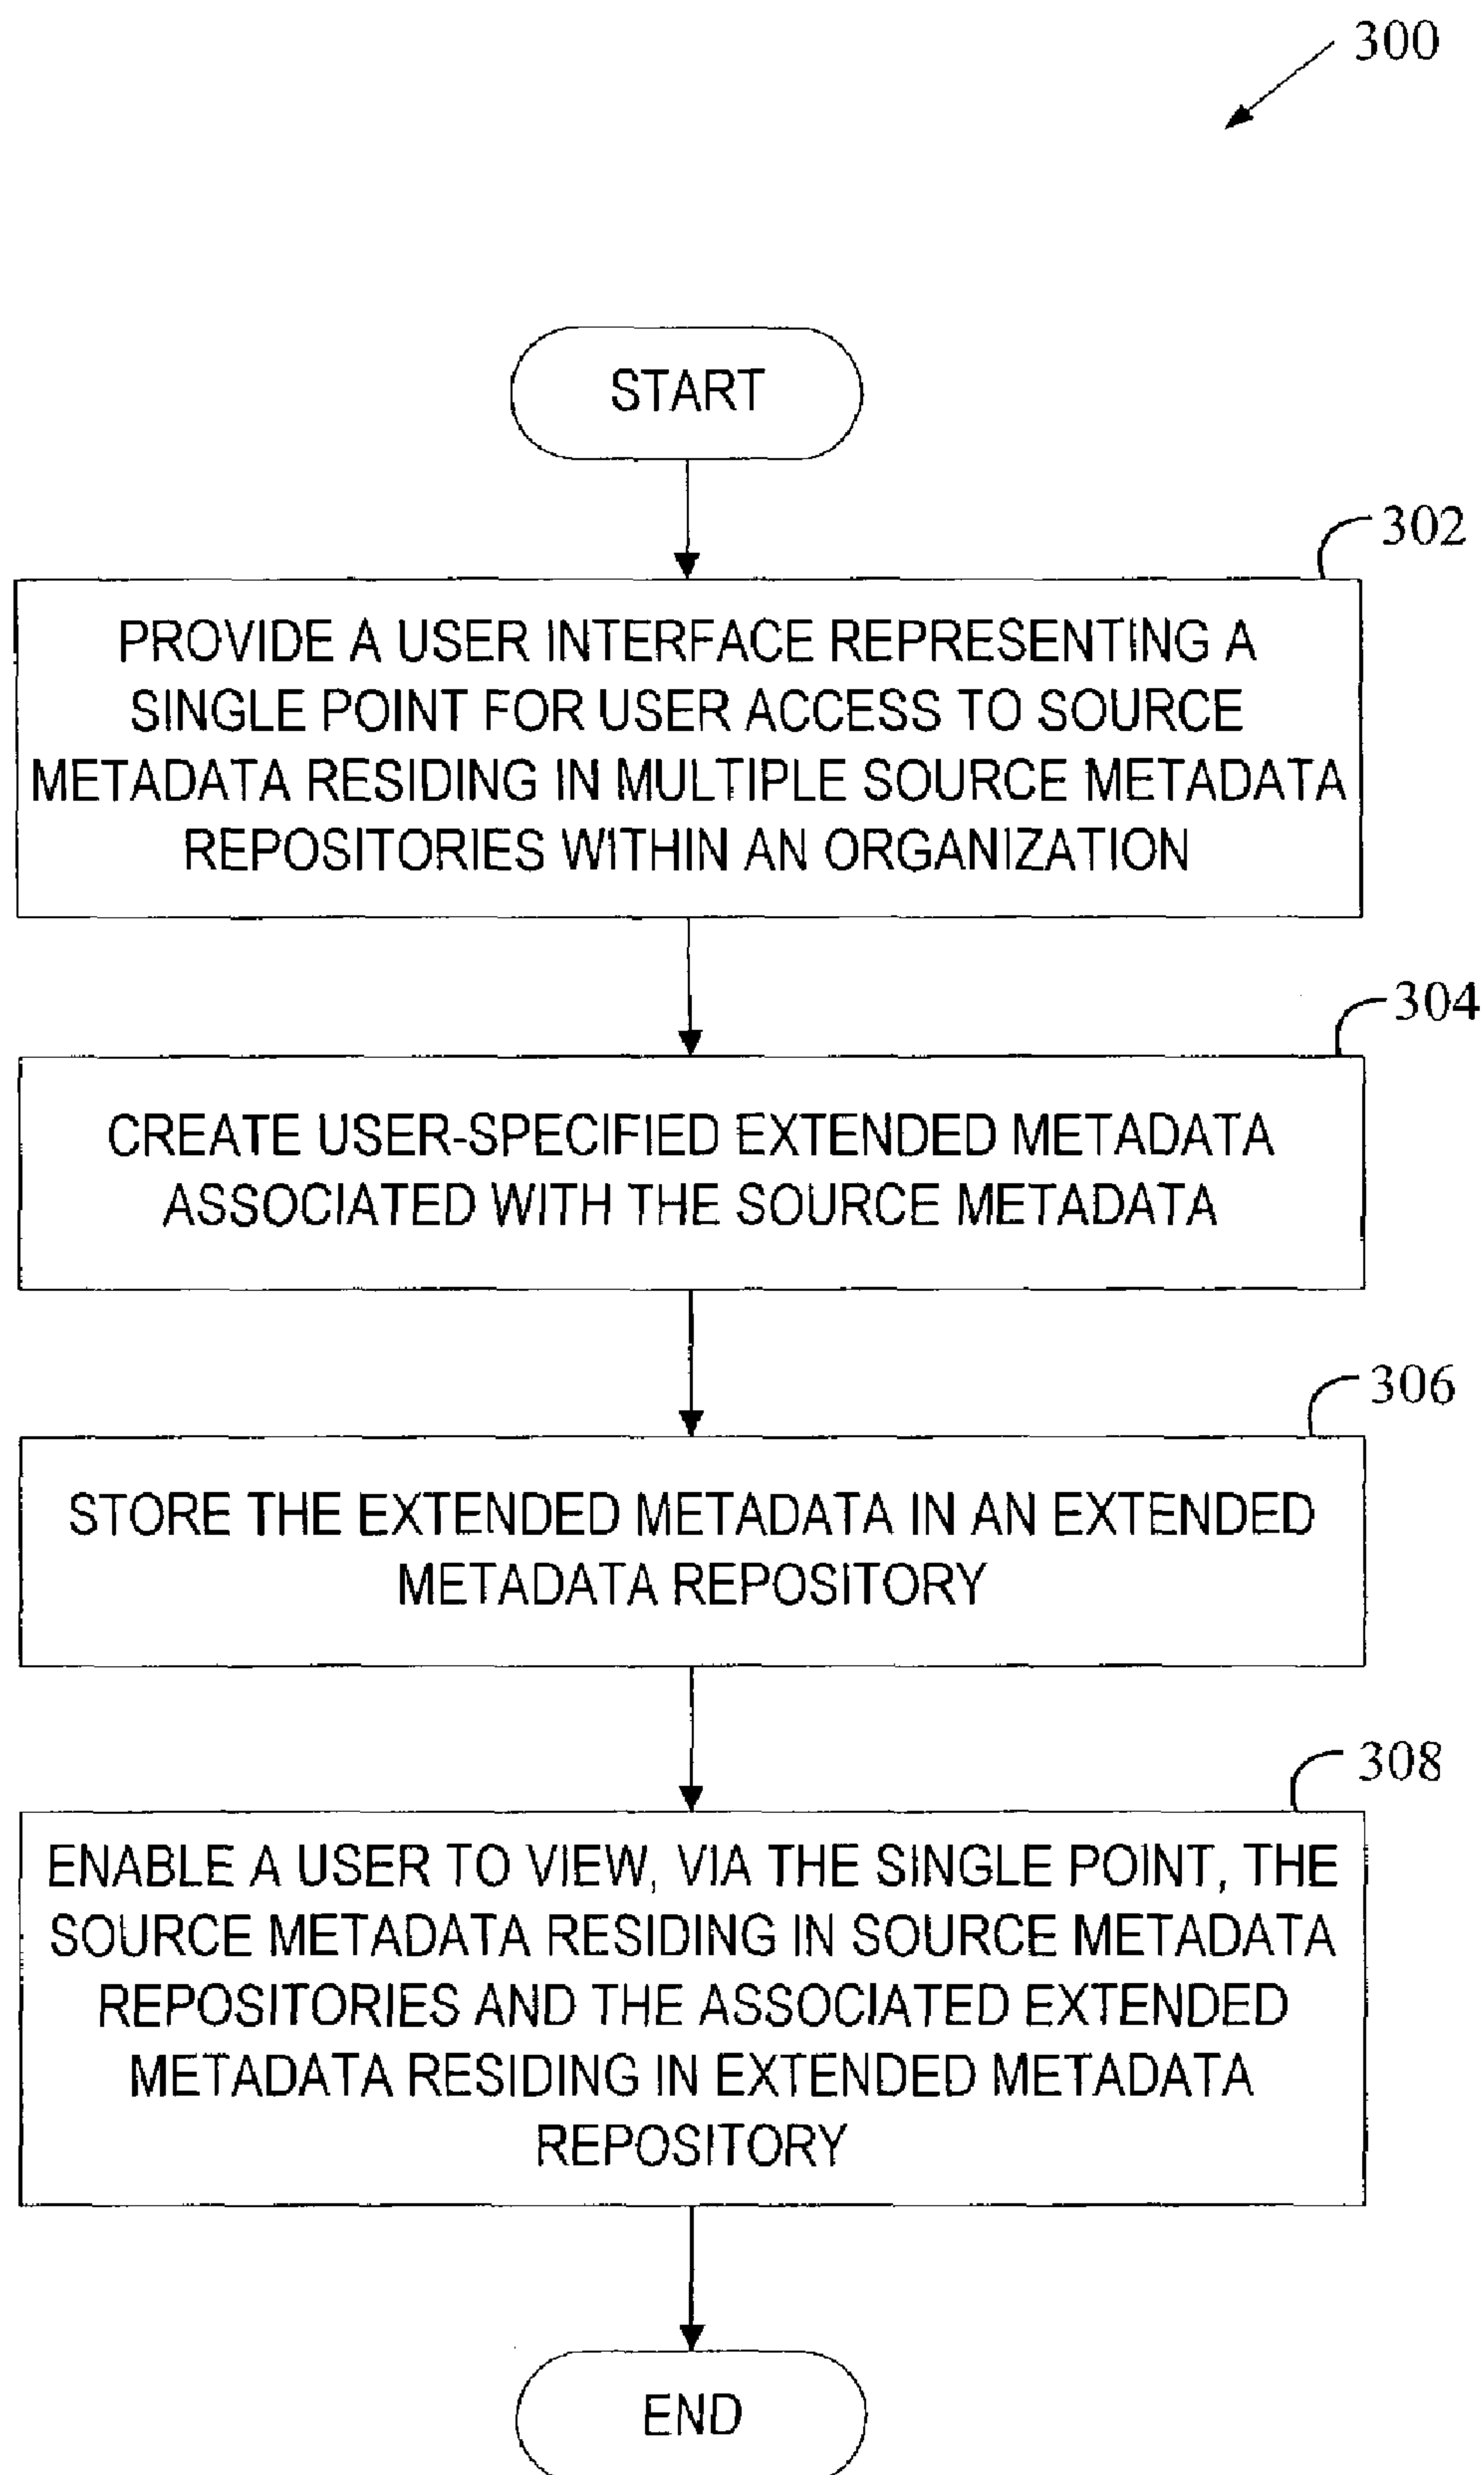 300
START
302
PROVIDE A USER INTERFACE REPRESENTING A
SINGLE POINT FOR USER ACCESS TO SOURCE
METADATA RESIDING IN MULTIPLE SOURCE METADATA
REPOSITORIES WITHIN AN ORGANIZATION
304
CREATE USER-SPECIFIED EXTENDED METADATA
ASSOCIATED WITH THE SOURCE METADATA
306
STORE THE EXTENDED METADATA IN AN EXTENDED
METADATA REPOSITORY
308
ENABLE A USER TO VIEW, VIA THE SINGLE POINT, THE
SOURCE METADATA RESIDING IN SOURCE METADATA
REPOSITORIES AND THE ASSOCIATED EXTENDED
METADATA RESIDING IN EXTENDED METADATA
REPOSITORY
END